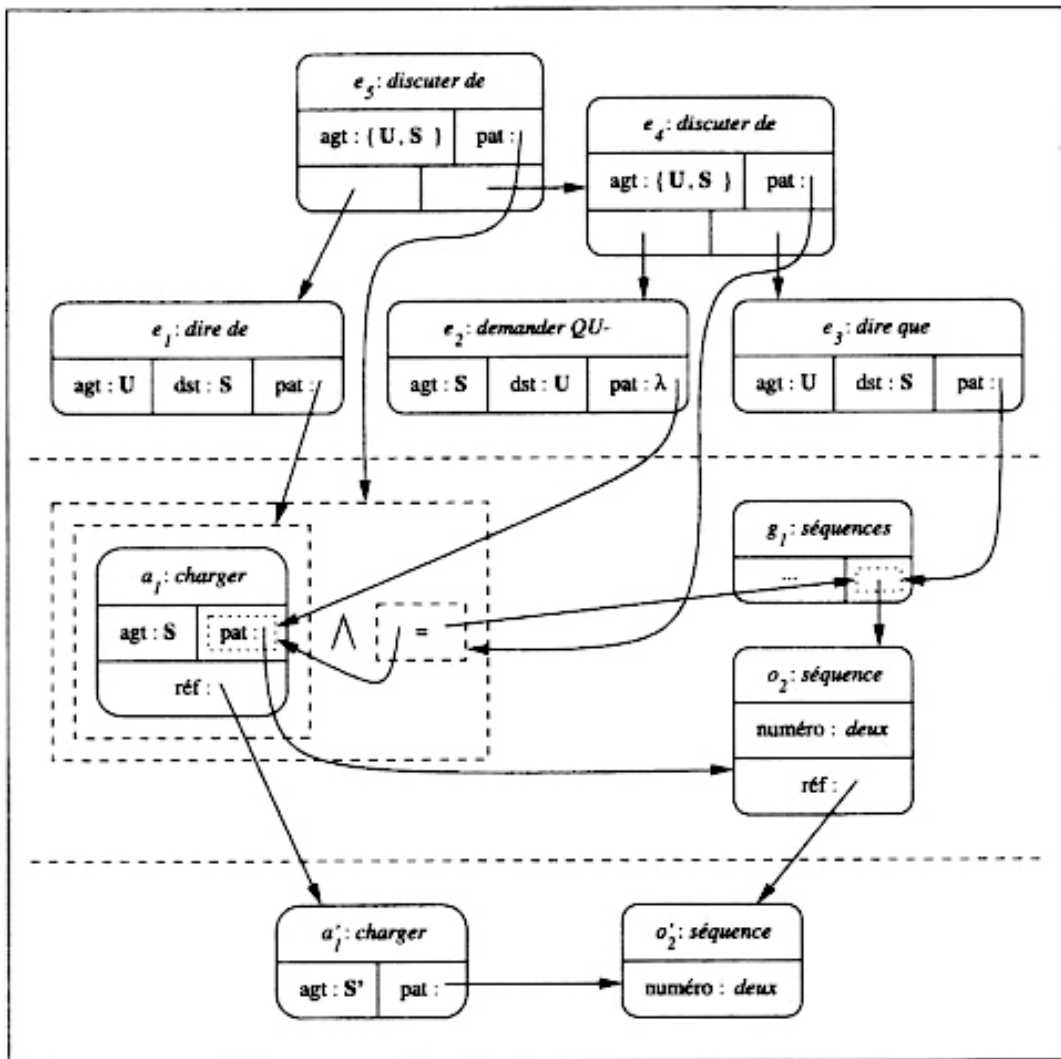 e5 : discuter de
agt : { U , S } pat :
e4 : discuter de
agt : { U , S } pat :
e1 : dire de
agt : U dst : S pat :
e2 : demander QU-
agt : S dst : U pat : λ
e3 : dire que
agt : U dst : S pat :
g1 : séquences
...
a1 : charger
agt : S pat :
réf :
∧ =
o2 : séquence
numéro : deux
réf :
a'1 : charger
agt : S' pat :
o'2 : séquence
numéro : deux